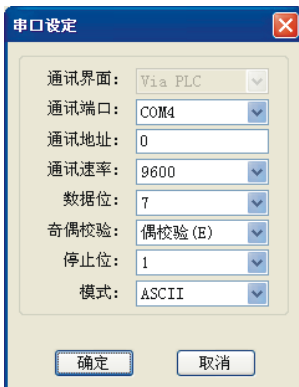 串口设定
通讯界面: Via PLC
通讯端口: COM4
通讯地址: 0
通讯速率: 9600
数据位: 7
奇偶校验: 偶校验(E)
停止位: 1
模式: ASCII
确定 取消